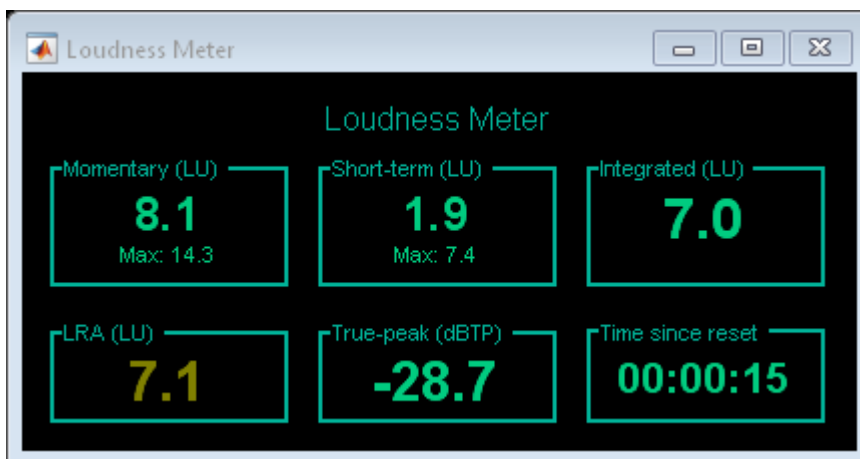 Loudness Meter
Loudness Meter
Momentary (LU)
8.1
Max: 14.3
Short-term (LU)
1.9
Max: 7.4
Integrated (LU)
7.0
LRA (LU)
7.1
True-peak (dBTP)
-28.7
Time since reset
00:00:15